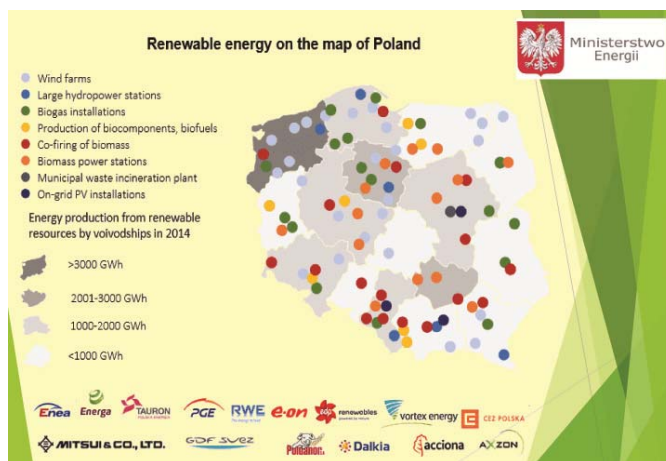 Renewable energy on the map of Poland
Ministerstwo
Energii
Wind farms
Large hydropower stations
Biogas installations
Production of biocomponents, biofuels
Co-firing of biomass
Biomass power stations
Municipal waste incineration plant
On-grid PV installations
Energy production from renewable
resources by voivodships in 2014
>3000 GWh
2001-3000 GWh
1000-2000 GWh
<1000 GWh
Enea
Energa
TAURON
PGE
RWE
e·on
edp
renewables
vortex energy
CEZ POLSKA
MITSUI & CO., LTD.
GDF SUEZ
Dalkia
acciona
AXZON